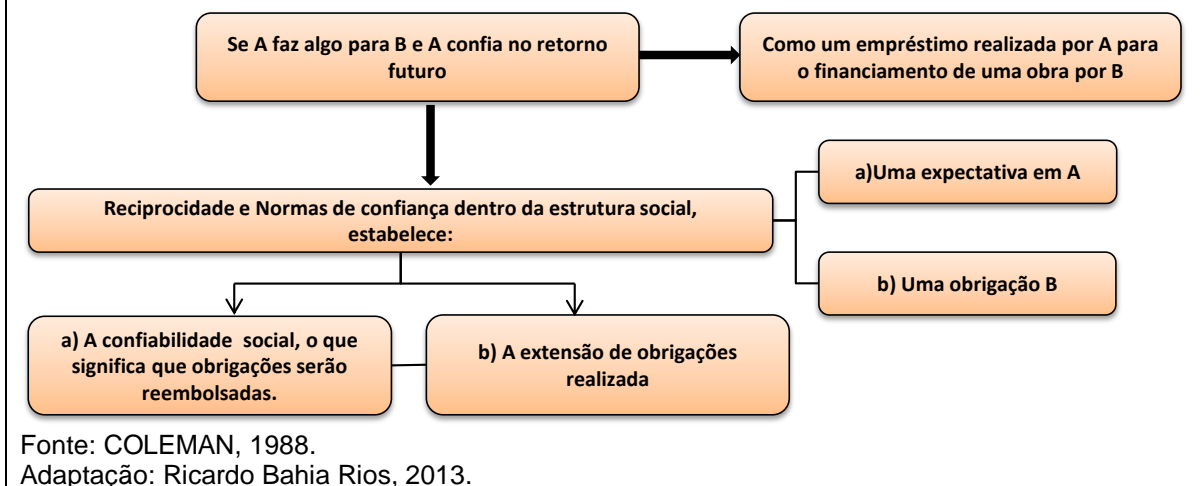 Se A faz algo para B e A confia no retorno
futuro
Como um empréstimo realizada por A para
o financiamento de uma obra por B
a)Uma expectativa em A
Reciprocidade e Normas de confiança dentro da estrutura social,
estabelece:
b) Uma obrigação B
a) A confiabilidade social, o que
significa que obrigações serão
reembolsadas.
b) A extensão de obrigações
realizada
Fonte: COLEMAN, 1988.
Adaptação: Ricardo Bahia Rios, 2013.